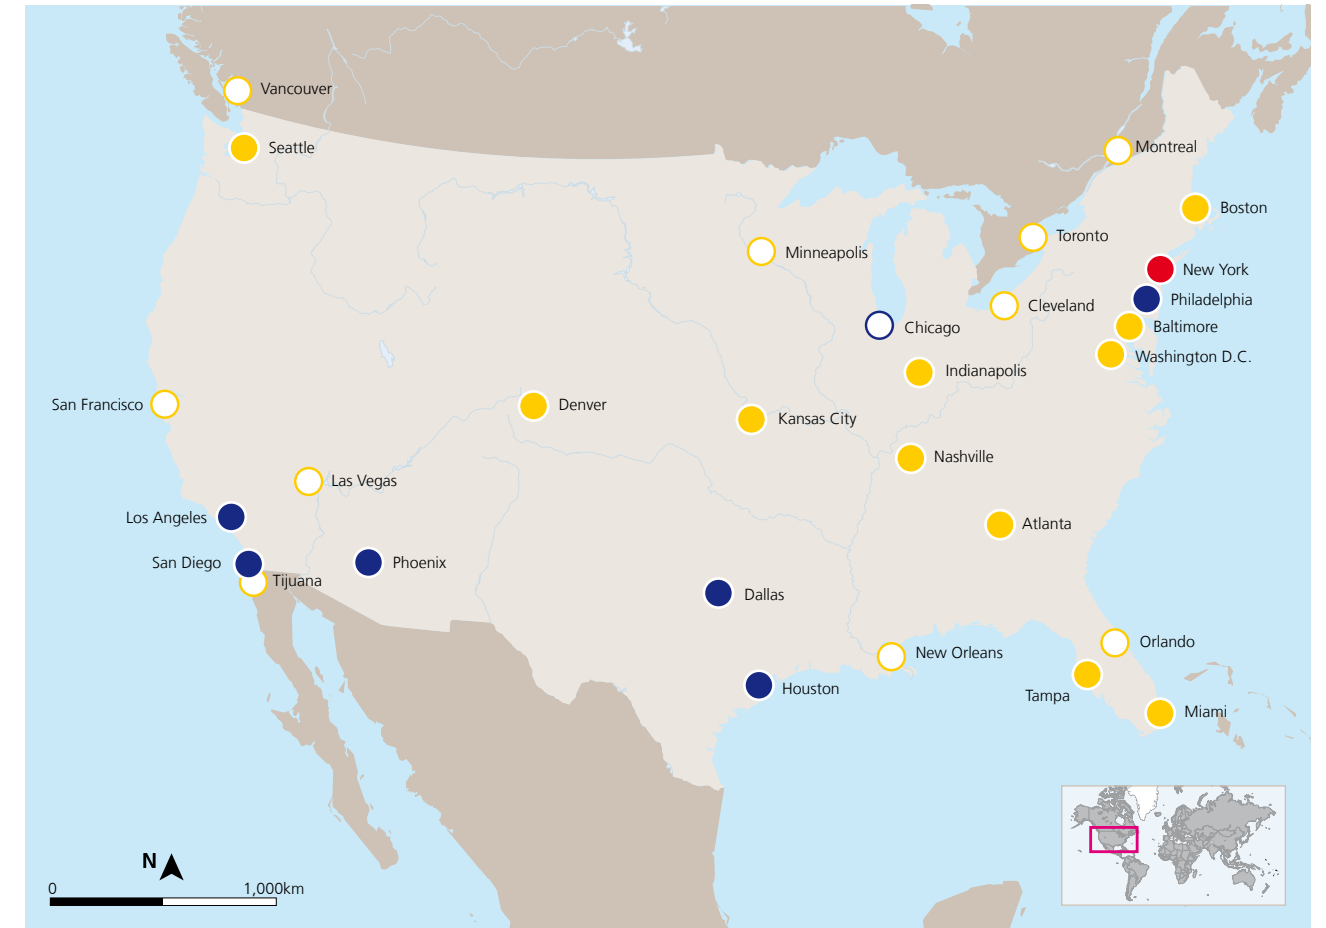 Vancouver
Seattle
Montreal
Boston
Toronto
Minneapolis
New York
Philadelphia
Cleveland
Chicago
Baltimore
Washington D.C.
Indianapolis
San Francisco
Denver
Kansas City
Nashville
Las Vegas
Los Angeles
Atlanta
San Diego
Phoenix
Tijuana
Dallas
Orlando
New Orleans
Houston
Tampa
Miami
N
0 1,000km